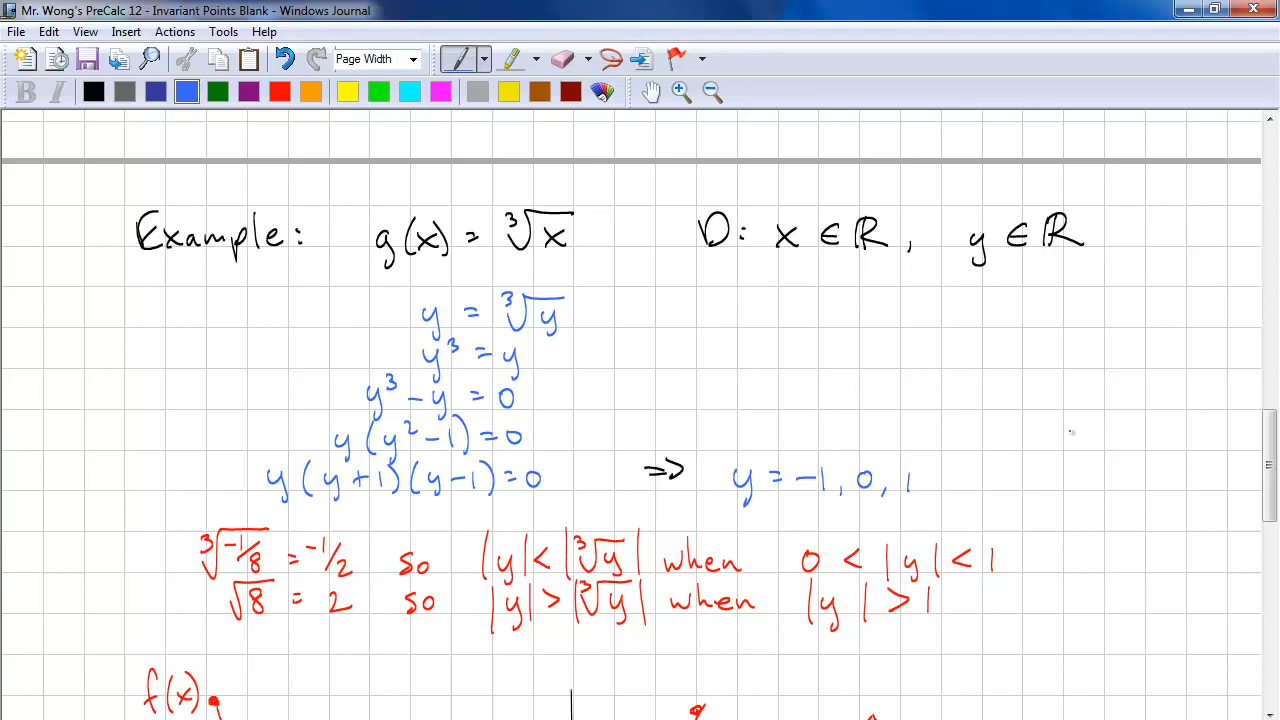 Mr. Wong's PreCalc 12 - Invariant Points Blank - Windows Journal
File Edit View Insert Actions Tools Help
Page Width
B I
Example: g(x) = ∛x D: x ∈ ℝ, y ∈ ℝ
y = ∛y
y³ = y
y³ - y = 0
y(y² - 1) = 0
y(y+1)(y-1) = 0 ⇒ y = -1, 0, 1
∛(-1/8) = -1/2 so |y| < |∛y| when 0 < |y| < 1
√8 = 2 so |y| > |∛y| when |y| > 1
f(x)